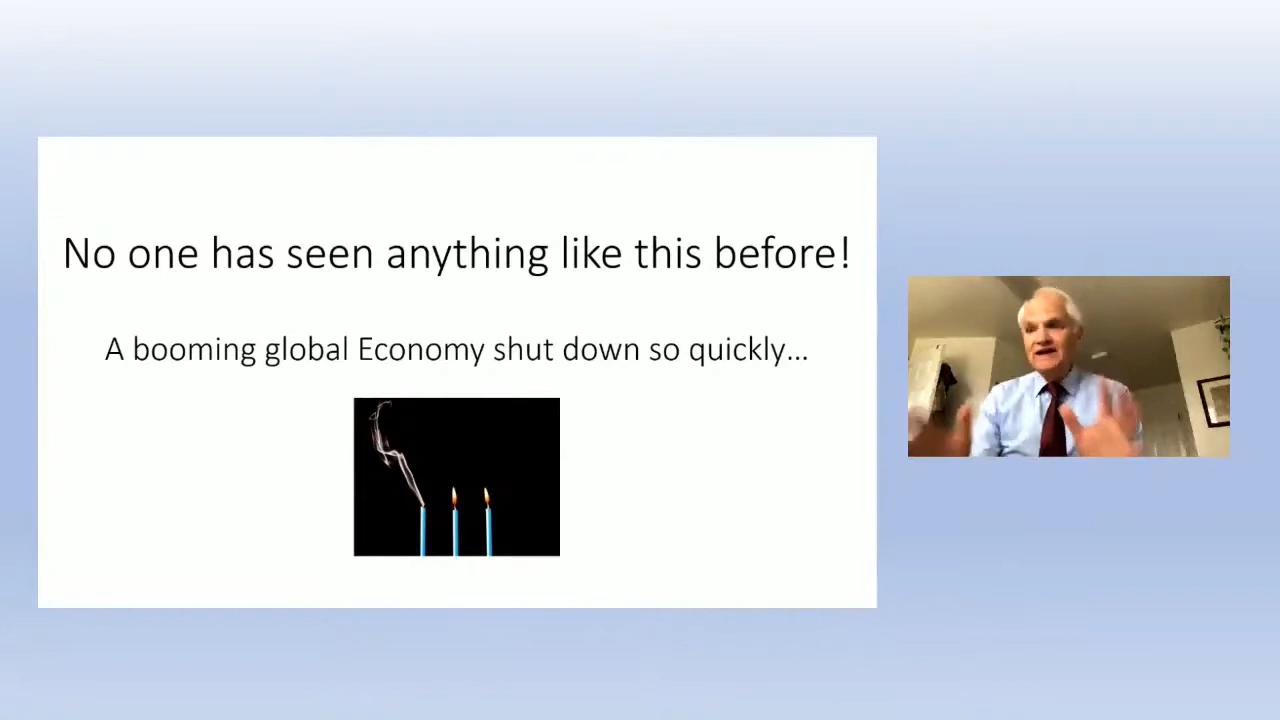 No one has seen anything like this before!
A booming global Economy shut down so quickly...